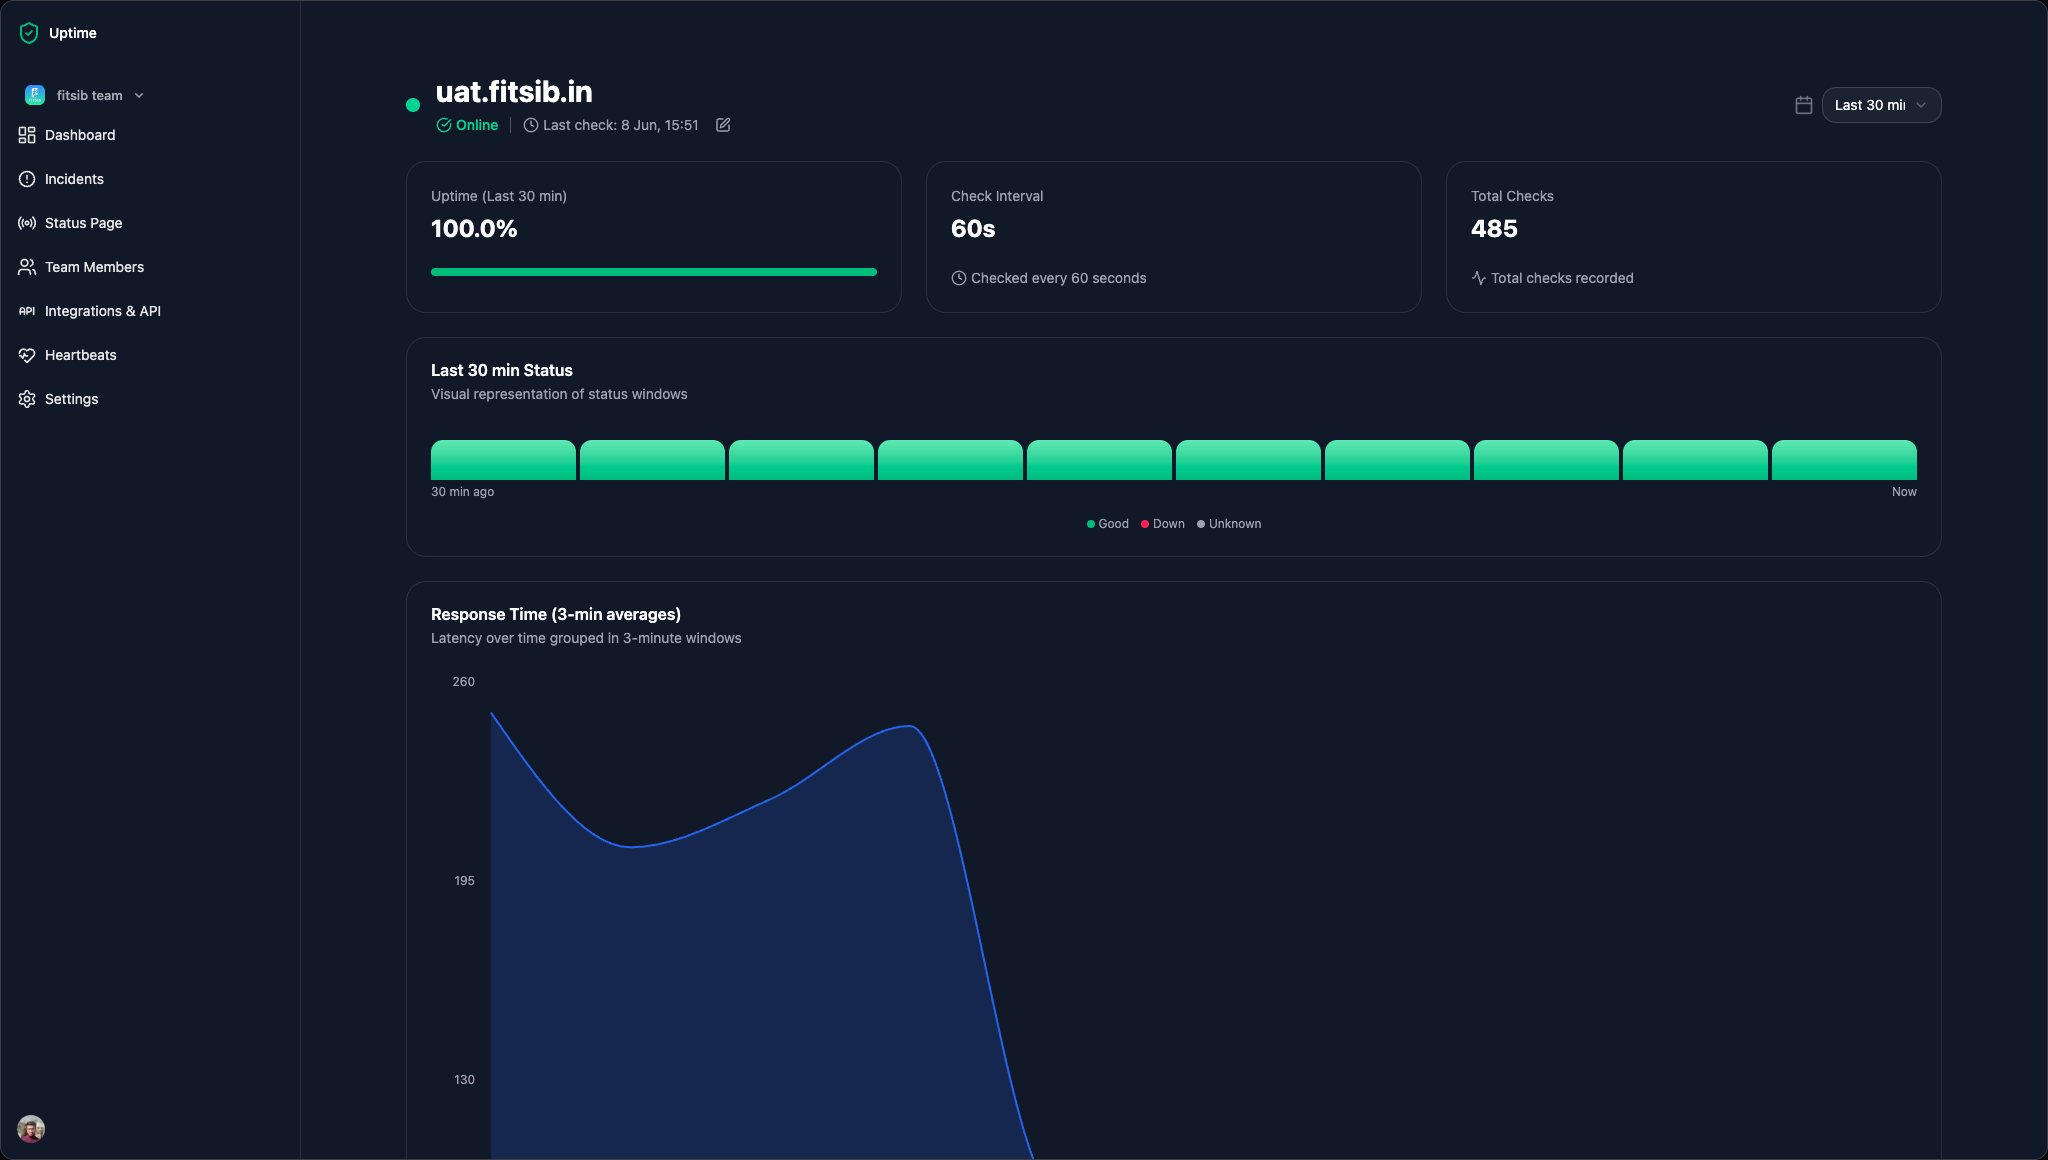 Uptime
fitsib team
Dashboard
Incidents
Status Page
Team Members
API Integrations & API
Heartbeats
Settings
uat.fitsib.in
Online
Last check: 8 Jun, 15:51
Last 30 mi
Uptime (Last 30 min)
100.0%
Check Interval
60s
Checked every 60 seconds
Total Checks
485
Total checks recorded
Last 30 min Status
Visual representation of status windows
30 min ago
Now
Good
Down
Unknown
Response Time (3-min averages)
Latency over time grouped in 3-minute windows
260
195
130